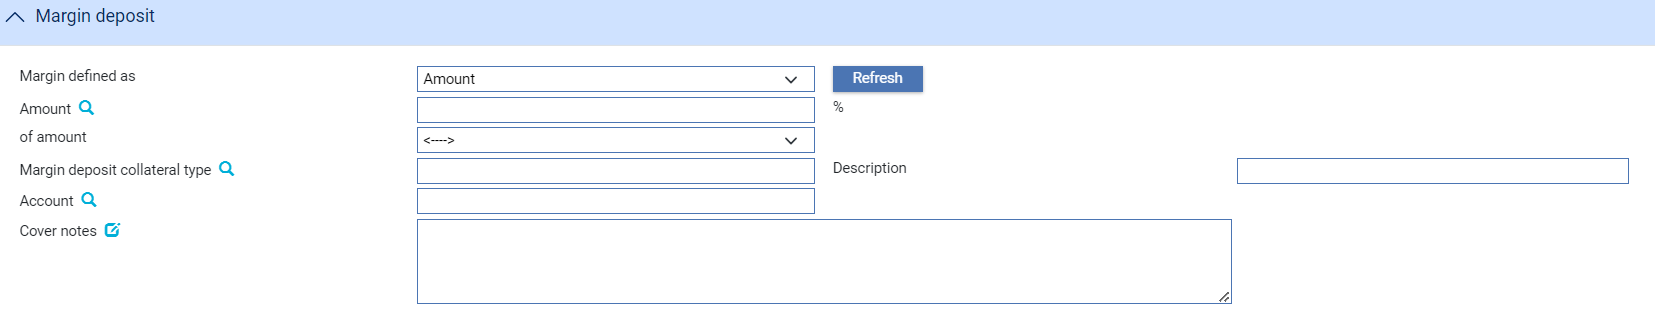 Margin deposit
Margin defined as Amount Refresh
Amount %
of amount <---->
Margin deposit collateral type Description
Account
Cover notes